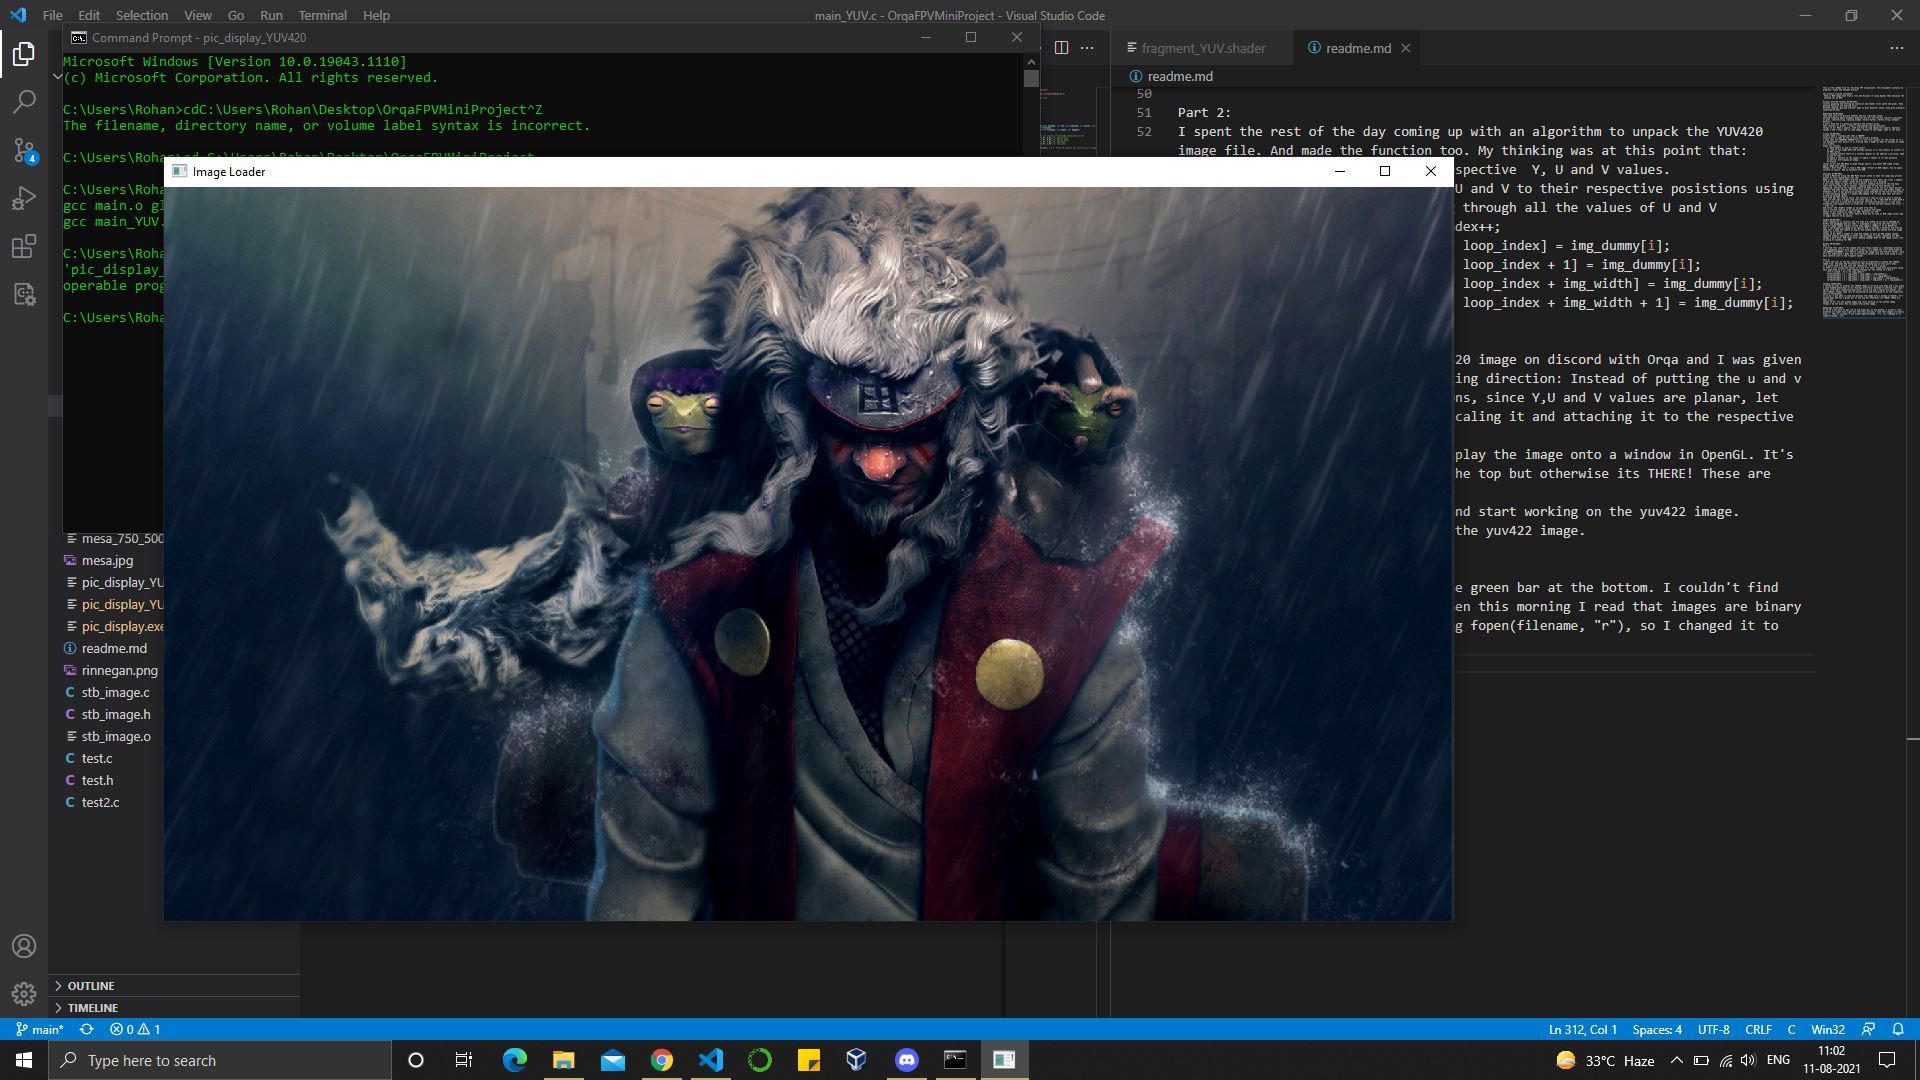 File Edit Selection View Go Run Terminal Help
main_YUV.c - OrqaFPVMiniProject - Visual Studio Code
Command Prompt - pic_display_YUV420
Microsoft Windows [Version 10.0.19043.1110]
(c) Microsoft Corporation. All rights reserved.
C:\Users\Rohan>cdC:\Users\Rohan\Desktop\OrqaFPVMiniProject^Z
The filename, directory name, or volume label syntax is incorrect.
C:\Users\Rohan>cd C:\Users\Rohan\Desktop\OrqaFPVMiniProject
C:\Users\Roha
gcc main.o gl
gcc main_YUV.
C:\Users\Roha
'pic_display_
operable prog
C:\Users\Roha
Image Loader
fragment_YUV.shader
readme.md
readme.md
50
51 Part 2:
52 I spent the rest of the day coming up with an algorithm to unpack the YUV420
image file. And made the function too. My thinking was at this point that:
spective Y, U and V values.
U and V to their respective posistions using
through all the values of U and V
dex++;
loop_index] = img_dummy[i];
loop_index + 1] = img_dummy[i];
loop_index + img_width] = img_dummy[i];
loop_index + img_width + 1] = img_dummy[i];
20 image on discord with Orqa and I was given
ing direction: Instead of putting the u and v
ns, since Y,U and V values are planar, let
caling it and attaching it to the respective
play the image onto a window in OpenGL. It's
he top but otherwise its THERE! These are
nd start working on the yuv422 image.
the yuv422 image.
e green bar at the bottom. I couldn't find
en this morning I read that images are binary
g fopen(filename, "r"), so I changed it to
mesa_750_500
mesa.jpg
pic_display_YU
pic_display_YU
pic_display.exe
readme.md
rinnegan.png
stb_image.c
stb_image.h
stb_image.o
test.c
test.h
test2.c
OUTLINE
TIMELINE
4
main* 0 1
Ln 312, Col 1 Spaces: 4 UTF-8 CRLF C Win32
Type here to search
33°C Haze
ENG
11:02
11-08-2021